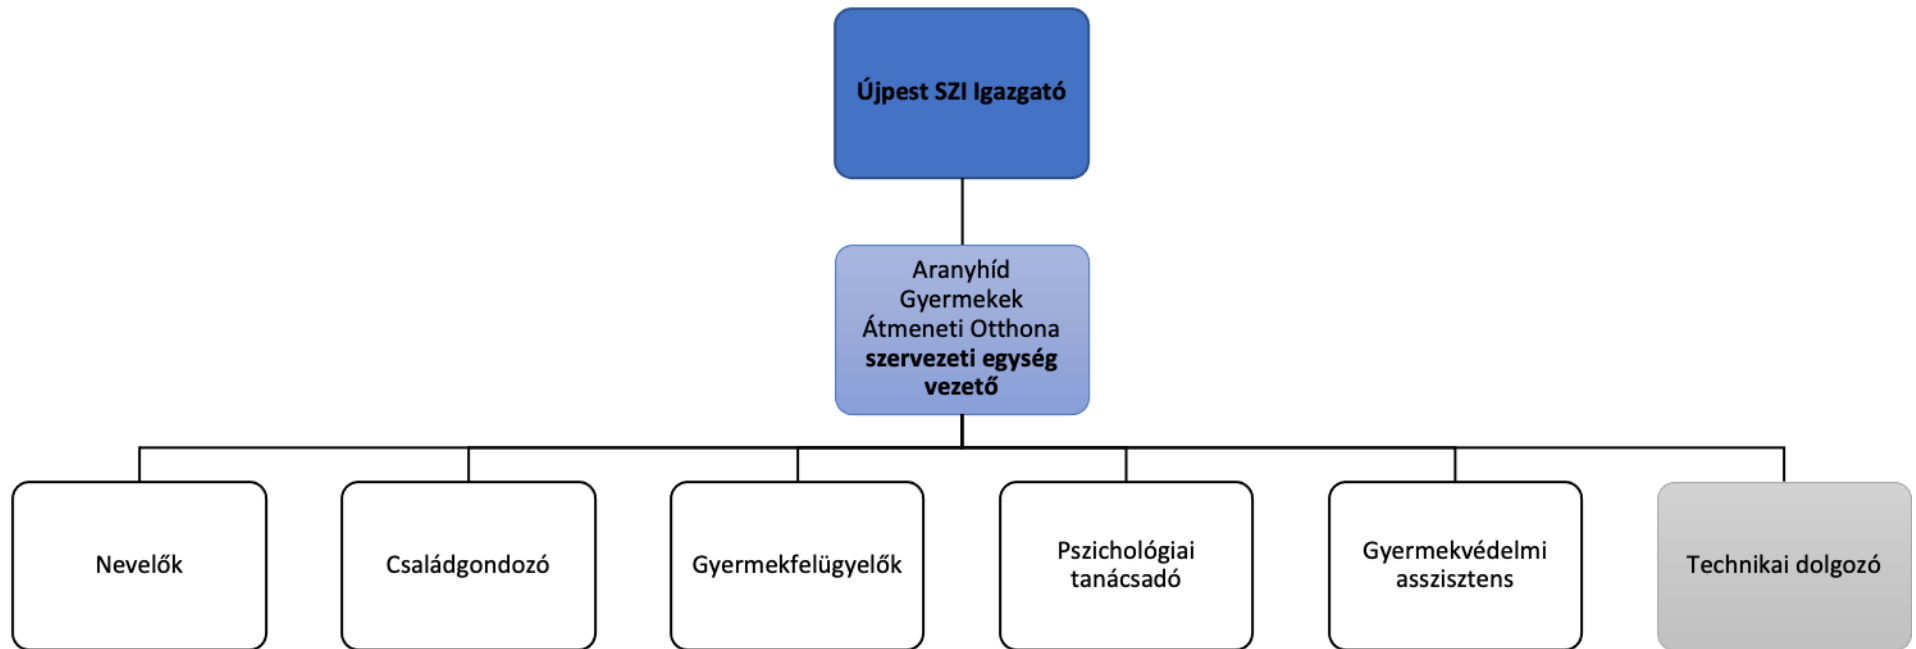 Újpest SZI Igazgató
Aranyhíd
Gyermekek
Átmeneti Otthona
szervezeti egység
vezető
Nevelők
Családgondozó
Gyermekfelügyelők
Pszichológiai
tanácsadó
Gyermekvédelmi
asszisztens
Technikai dolgozó